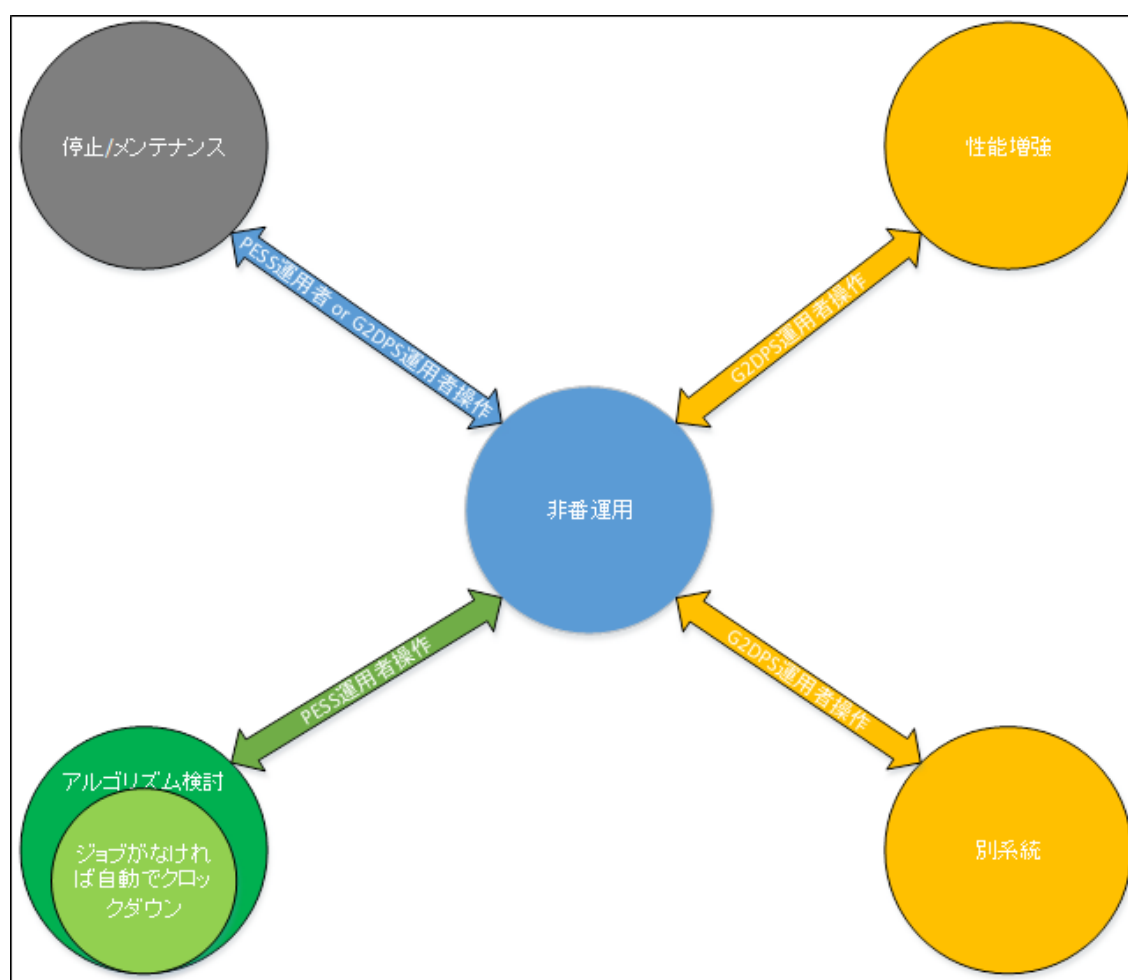 停止/メンテナンス
性能増強
PESS運用者 or G2DPS運用者操作
G2DPS運用者操作
非番運用
PESS運用者操作
G2DPS運用者操作
アルゴリズム検討
ジョブがなけれ
ば自動でクロッ
クダウン
別系統